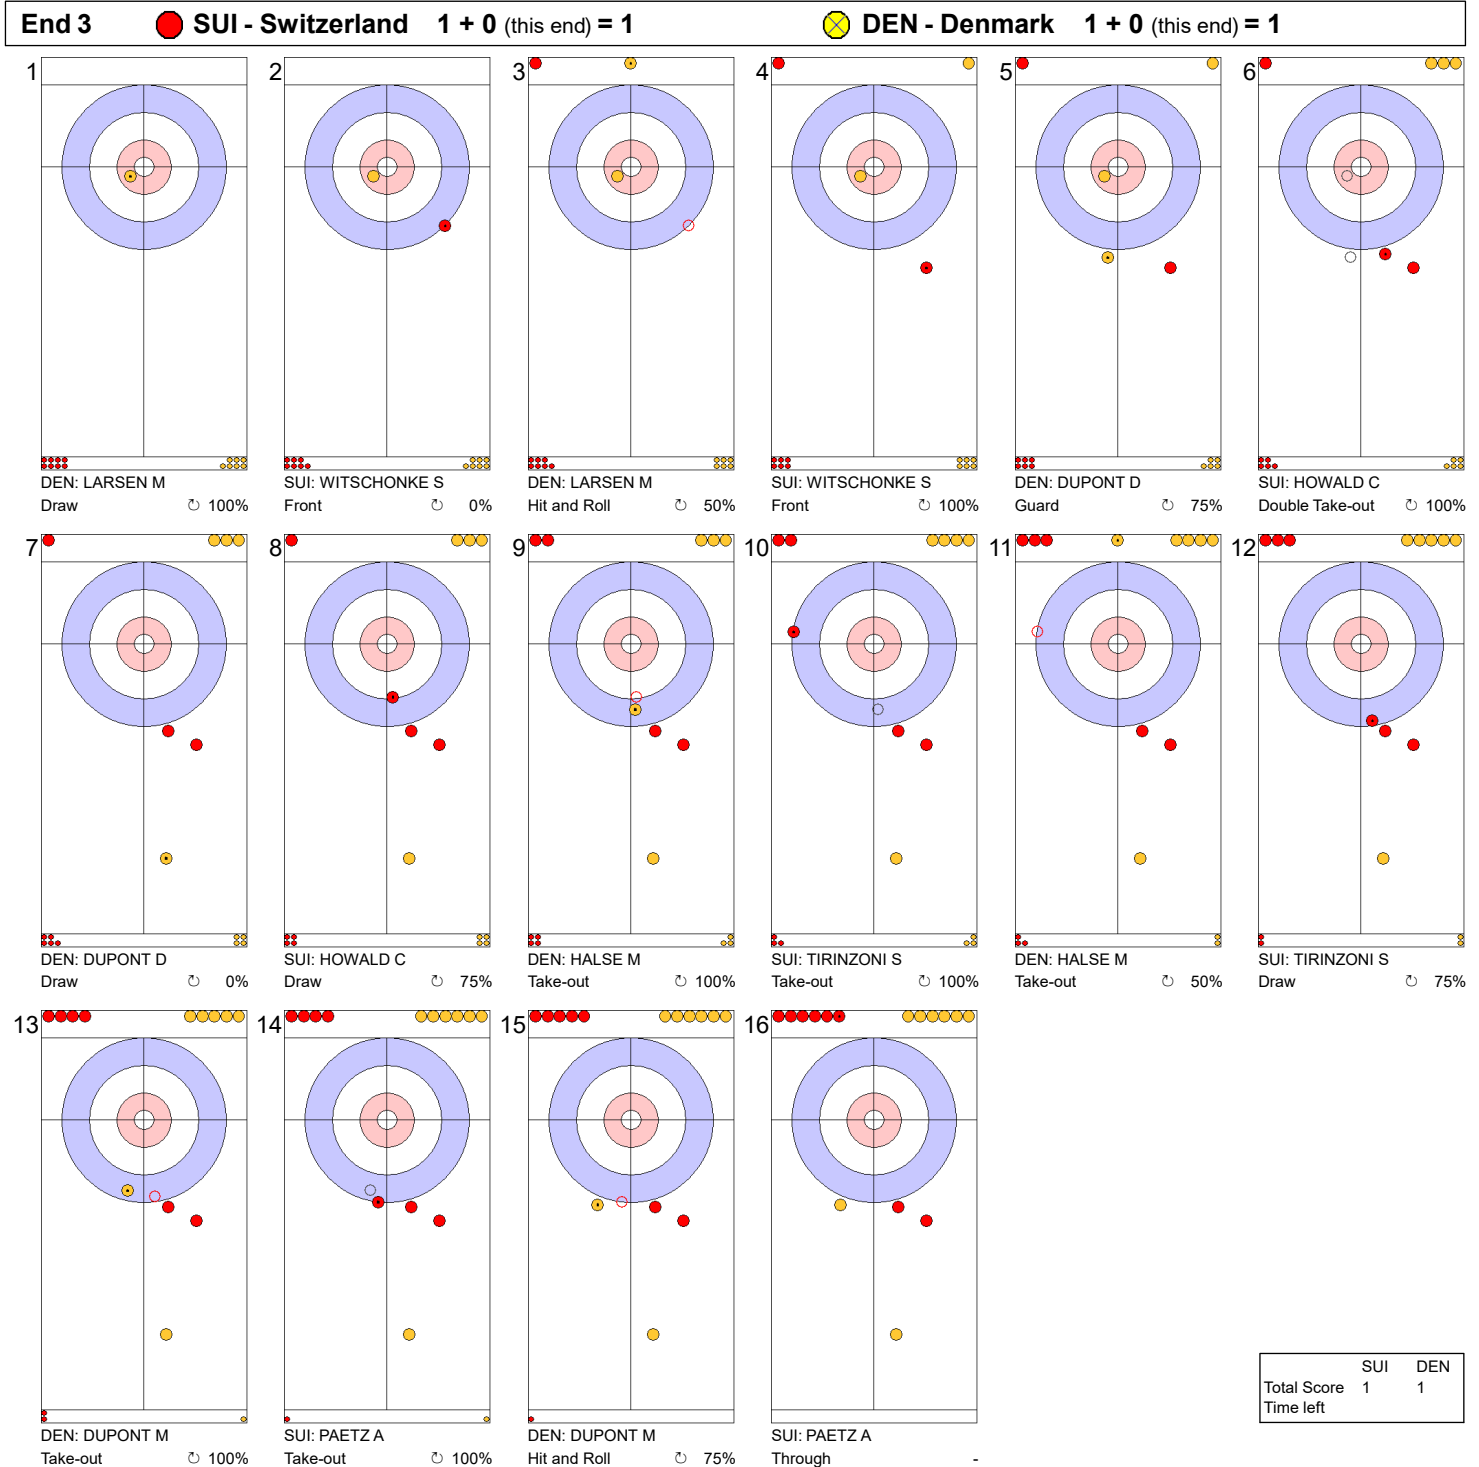 End 3 SUI - Switzerland 1 + 0 (this end) = 1 DEN - Denmark 1 + 0 (this end) = 1
1 2 3 4 5 6
DEN: LARSEN M SUI: WITSCHONKE S DEN: LARSEN M SUI: WITSCHONKE S DEN: DUPONT D SUI: HOWALD C
Draw ↻ 100% Front ↻ 0% Hit and Roll ↻ 50% Front ↻ 100% Guard ↻ 75% Double Take-out ↻ 100%
7 8 9 10 11 12
DEN: DUPONT D SUI: HOWALD C DEN: HALSE M SUI: TIRINZONI S DEN: HALSE M SUI: TIRINZONI S
Draw ↻ 0% Draw ↻ 75% Take-out ↻ 100% Take-out ↻ 100% Take-out ↻ 50% Draw ↻ 75%
13 14 15 16
DEN: DUPONT M SUI: PAETZ A DEN: DUPONT M SUI: PAETZ A
Take-out ↻ 100% Take-out ↻ 100% Hit and Roll ↻ 75% Through -
SUI DEN
Total Score 1 1
Time left